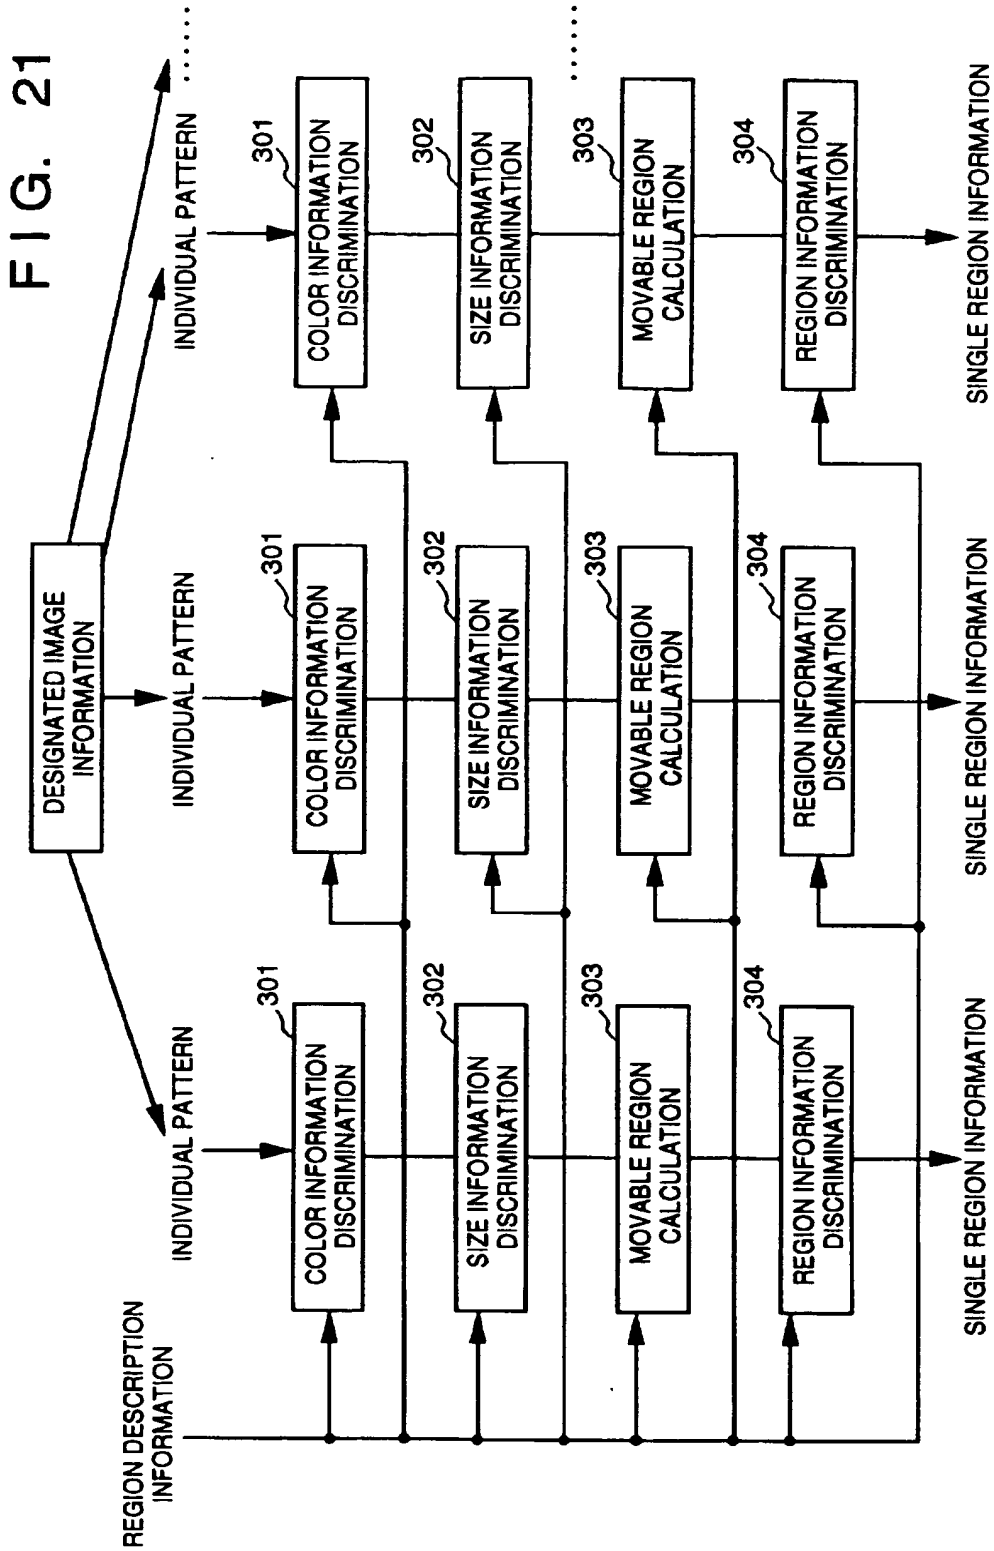 FIG. 21
DESIGNATED IMAGE
INFORMATION
REGION DESCRIPTION
INFORMATION
INDIVIDUAL PATTERN
INDIVIDUAL PATTERN
INDIVIDUAL PATTERN
......
301
COLOR INFORMATION
DISCRIMINATION
301
COLOR INFORMATION
DISCRIMINATION
301
COLOR INFORMATION
DISCRIMINATION
302
SIZE INFORMATION
DISCRIMINATION
302
SIZE INFORMATION
DISCRIMINATION
302
SIZE INFORMATION
DISCRIMINATION
......
303
MOVABLE REGION
CALCULATION
303
MOVABLE REGION
CALCULATION
303
MOVABLE REGION
CALCULATION
304
REGION INFORMATION
DISCRIMINATION
304
REGION INFORMATION
DISCRIMINATION
304
REGION INFORMATION
DISCRIMINATION
SINGLE REGION INFORMATION
SINGLE REGION INFORMATION
SINGLE REGION INFORMATION